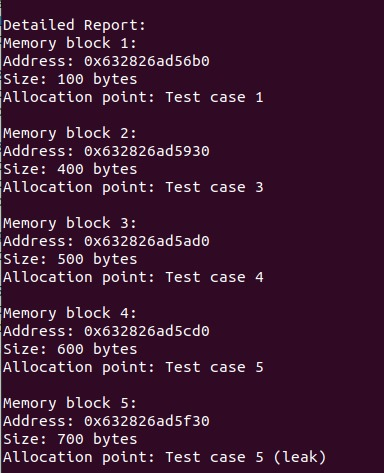 Detailed Report:
Memory block 1:
Address: 0x632826ad56b0
Size: 100 bytes
Allocation point: Test case 1
Memory block 2:
Address: 0x632826ad5930
Size: 400 bytes
Allocation point: Test case 3
Memory block 3:
Address: 0x632826ad5ad0
Size: 500 bytes
Allocation point: Test case 4
Memory block 4:
Address: 0x632826ad5cd0
Size: 600 bytes
Allocation point: Test case 5
Memory block 5:
Address: 0x632826ad5f30
Size: 700 bytes
Allocation point: Test case 5 (leak)